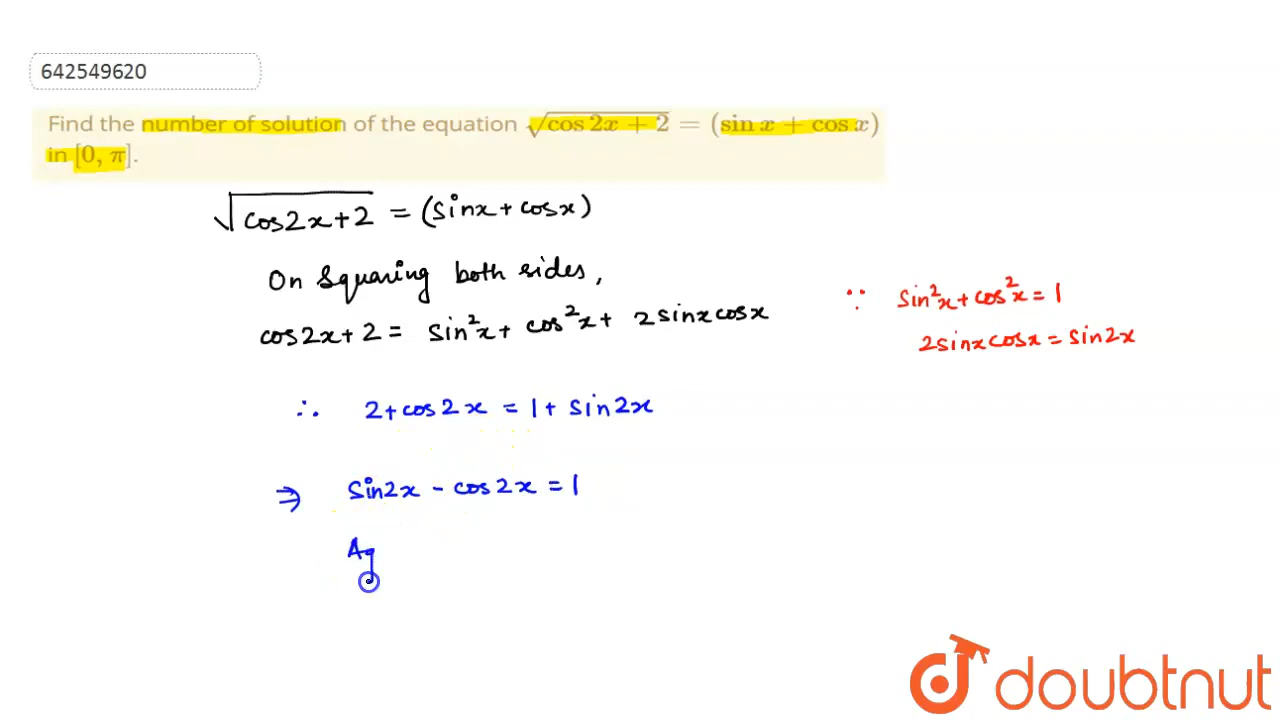 642549620
Find the number of solution of the equation √(cos 2x + 2) = (sin x + cos x)
in [0, π].
√(cos2x+2) = (sinx + cosx)
On Squaring both sides,
cos2x+2 = sin²x + cos²x + 2sinxcosx
∵ sin²x + cos²x = 1
2sinxcosx = sin2x
∴ 2+cos2x = 1 + sin2x
⇒ sin2x - cos2x = 1
Ag
doubtnut